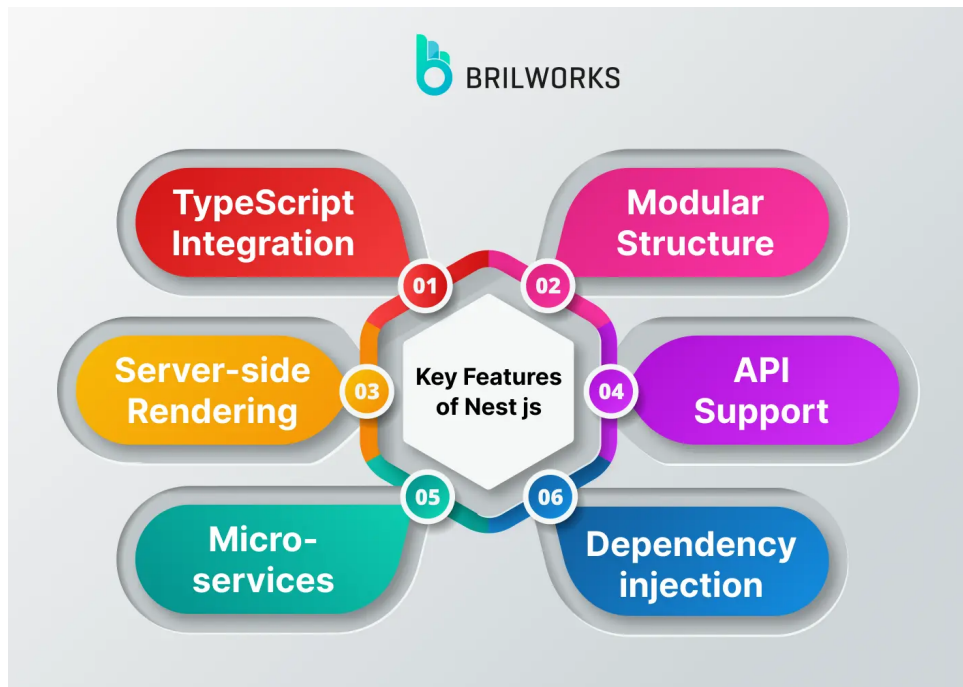 BRILWORKS
TypeScript
Integration
01
Modular
Structure
02
Server-side
Rendering
03
Key Features
of Nest js
API
Support
04
Micro-
services
05
Dependency
injection
06